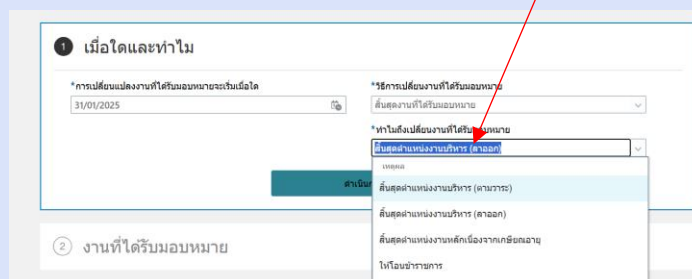 1 เมื่อใดและทำไม
*การเปลี่ยนแปลงงานที่ได้รับมอบหมายจะเริ่มเมื่อใด
31/01/2025
*วิธีการเปลี่ยนงานที่ได้รับมอบหมาย
สิ้นสุดงานที่ได้รับมอบหมาย
*ทำไมถึงเปลี่ยนงานที่ได้รับมอบหมาย
สิ้นสุดตำแหน่งงานบริหาร (ลาออก)
เหตุผล
สิ้นสุดตำแหน่งงานบริหาร (ตามวาระ)
สิ้นสุดตำแหน่งงานบริหาร (ลาออก)
สิ้นสุดตำแหน่งงานหลักเนื่องจากเกษียณอายุ
ให้โอนข้าราชการ
2 งานที่ได้รับมอบหมาย